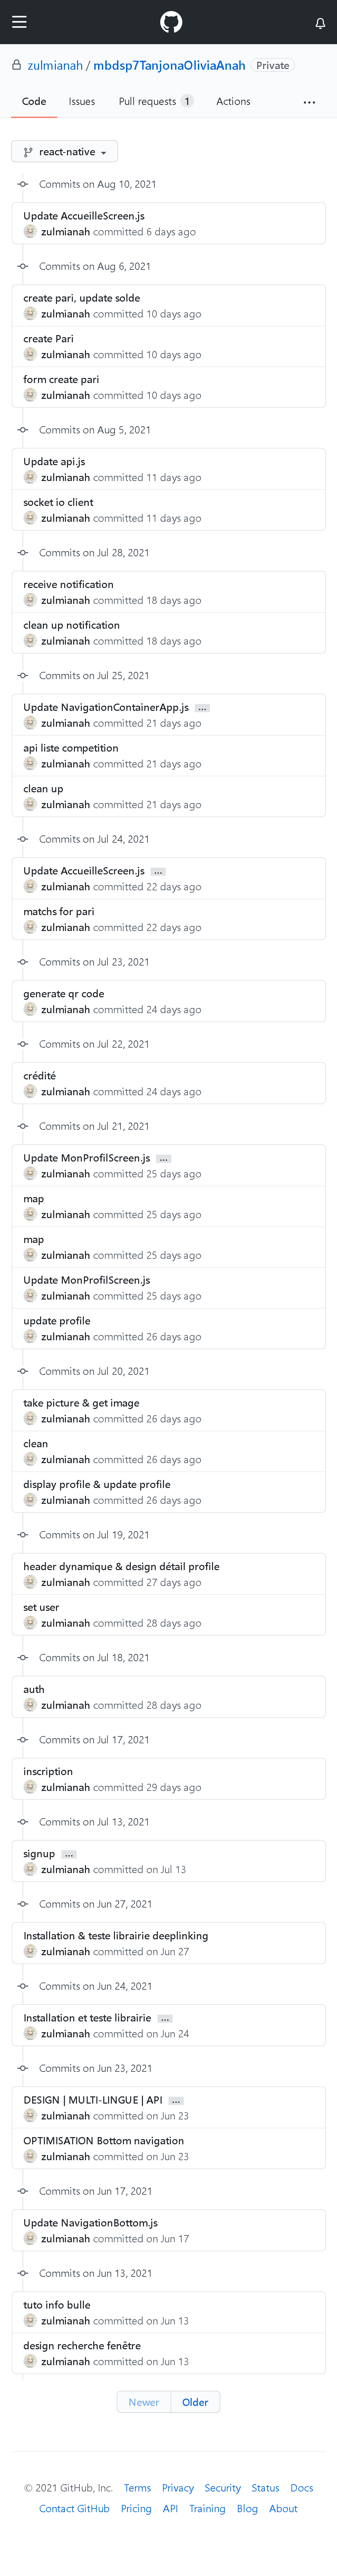 zulmianah / mbdsp7TanjonaOliviaAnah Private
Code Issues Pull requests 1 Actions ...
react-native
Commits on Aug 10, 2021
Update AccueilleScreen.js
zulmianah committed 6 days ago
Commits on Aug 6, 2021
create pari, update solde
zulmianah committed 10 days ago
create Pari
zulmianah committed 10 days ago
form create pari
zulmianah committed 10 days ago
Commits on Aug 5, 2021
Update api.js
zulmianah committed 11 days ago
socket io client
zulmianah committed 11 days ago
Commits on Jul 28, 2021
receive notification
zulmianah committed 18 days ago
clean up notification
zulmianah committed 18 days ago
Commits on Jul 25, 2021
Update NavigationContainerApp.js ...
zulmianah committed 21 days ago
api liste competition
zulmianah committed 21 days ago
clean up
zulmianah committed 21 days ago
Commits on Jul 24, 2021
Update AccueilleScreen.js ...
zulmianah committed 22 days ago
matchs for pari
zulmianah committed 22 days ago
Commits on Jul 23, 2021
generate qr code
zulmianah committed 24 days ago
Commits on Jul 22, 2021
crédité
zulmianah committed 24 days ago
Commits on Jul 21, 2021
Update MonProfilScreen.js ...
zulmianah committed 25 days ago
map
zulmianah committed 25 days ago
map
zulmianah committed 25 days ago
Update MonProfilScreen.js
zulmianah committed 25 days ago
update profile
zulmianah committed 26 days ago
Commits on Jul 20, 2021
take picture & get image
zulmianah committed 26 days ago
clean
zulmianah committed 26 days ago
display profile & update profile
zulmianah committed 26 days ago
Commits on Jul 19, 2021
header dynamique & design détail profile
zulmianah committed 27 days ago
set user
zulmianah committed 28 days ago
Commits on Jul 18, 2021
auth
zulmianah committed 28 days ago
Commits on Jul 17, 2021
inscription
zulmianah committed 29 days ago
Commits on Jul 13, 2021
signup ...
zulmianah committed on Jul 13
Commits on Jun 27, 2021
Installation & teste librairie deeplinking
zulmianah committed on Jun 27
Commits on Jun 24, 2021
Installation et teste librairie ...
zulmianah committed on Jun 24
Commits on Jun 23, 2021
DESIGN | MULTI-LINGUE | API ...
zulmianah committed on Jun 23
OPTIMISATION Bottom navigation
zulmianah committed on Jun 23
Commits on Jun 17, 2021
Update NavigationBottom.js
zulmianah committed on Jun 17
Commits on Jun 13, 2021
tuto info bulle
zulmianah committed on Jun 13
design recherche fenêtre
zulmianah committed on Jun 13
Newer Older
© 2021 GitHub, Inc. Terms Privacy Security Status Docs
Contact GitHub Pricing API Training Blog About